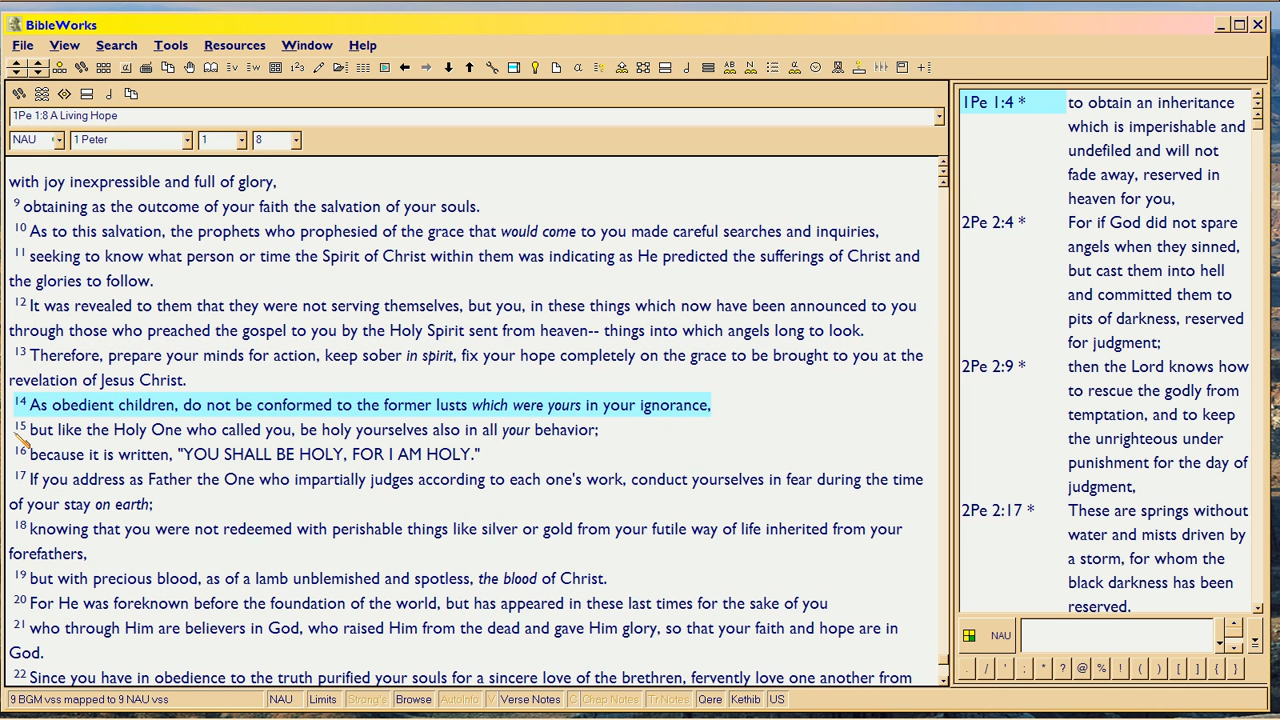 BibleWorks
File View Search Tools Resources Window Help
1Pe 1:8 A Living Hope
NAU 1 Peter 1 8
with joy inexpressible and full of glory,
9 obtaining as the outcome of your faith the salvation of your souls.
10 As to this salvation, the prophets who prophesied of the grace that would come to you made careful searches and inquiries,
11 seeking to know what person or time the Spirit of Christ within them was indicating as He predicted the sufferings of Christ and
the glories to follow.
12 It was revealed to them that they were not serving themselves, but you, in these things which now have been announced to you
through those who preached the gospel to you by the Holy Spirit sent from heaven-- things into which angels long to look.
13 Therefore, prepare your minds for action, keep sober in spirit, fix your hope completely on the grace to be brought to you at the
revelation of Jesus Christ.
14 As obedient children, do not be conformed to the former lusts which were yours in your ignorance,
15 but like the Holy One who called you, be holy yourselves also in all your behavior;
16 because it is written, "YOU SHALL BE HOLY, FOR I AM HOLY."
17 If you address as Father the One who impartially judges according to each one's work, conduct yourselves in fear during the time
of your stay on earth;
18 knowing that you were not redeemed with perishable things like silver or gold from your futile way of life inherited from your
forefathers,
19 but with precious blood, as of a lamb unblemished and spotless, the blood of Christ.
20 For He was foreknown before the foundation of the world, but has appeared in these last times for the sake of you
21 who through Him are believers in God, who raised Him from the dead and gave Him glory, so that your faith and hope are in
God.
22 Since you have in obedience to the truth purified your souls for a sincere love of the brethren, fervently love one another from
1Pe 1:4 * to obtain an inheritance
which is imperishable and
undefiled and will not
fade away, reserved in
heaven for you,
2Pe 2:4 * For if God did not spare
angels when they sinned,
but cast them into hell
and committed them to
pits of darkness, reserved
for judgment;
2Pe 2:9 * then the Lord knows how
to rescue the godly from
temptation, and to keep
the unrighteous under
punishment for the day of
judgment,
2Pe 2:17 * These are springs without
water and mists driven by
a storm, for whom the
black darkness has been
reserved.
NAU
. / ' ; * ? @ % ! ( ) [ ] { }
9 BGM vss mapped to 9 NAU vss NAU Limits Strong's Browse AutoInfo V Verse Notes C Chap Notes Tr Notes Qere Kethib US